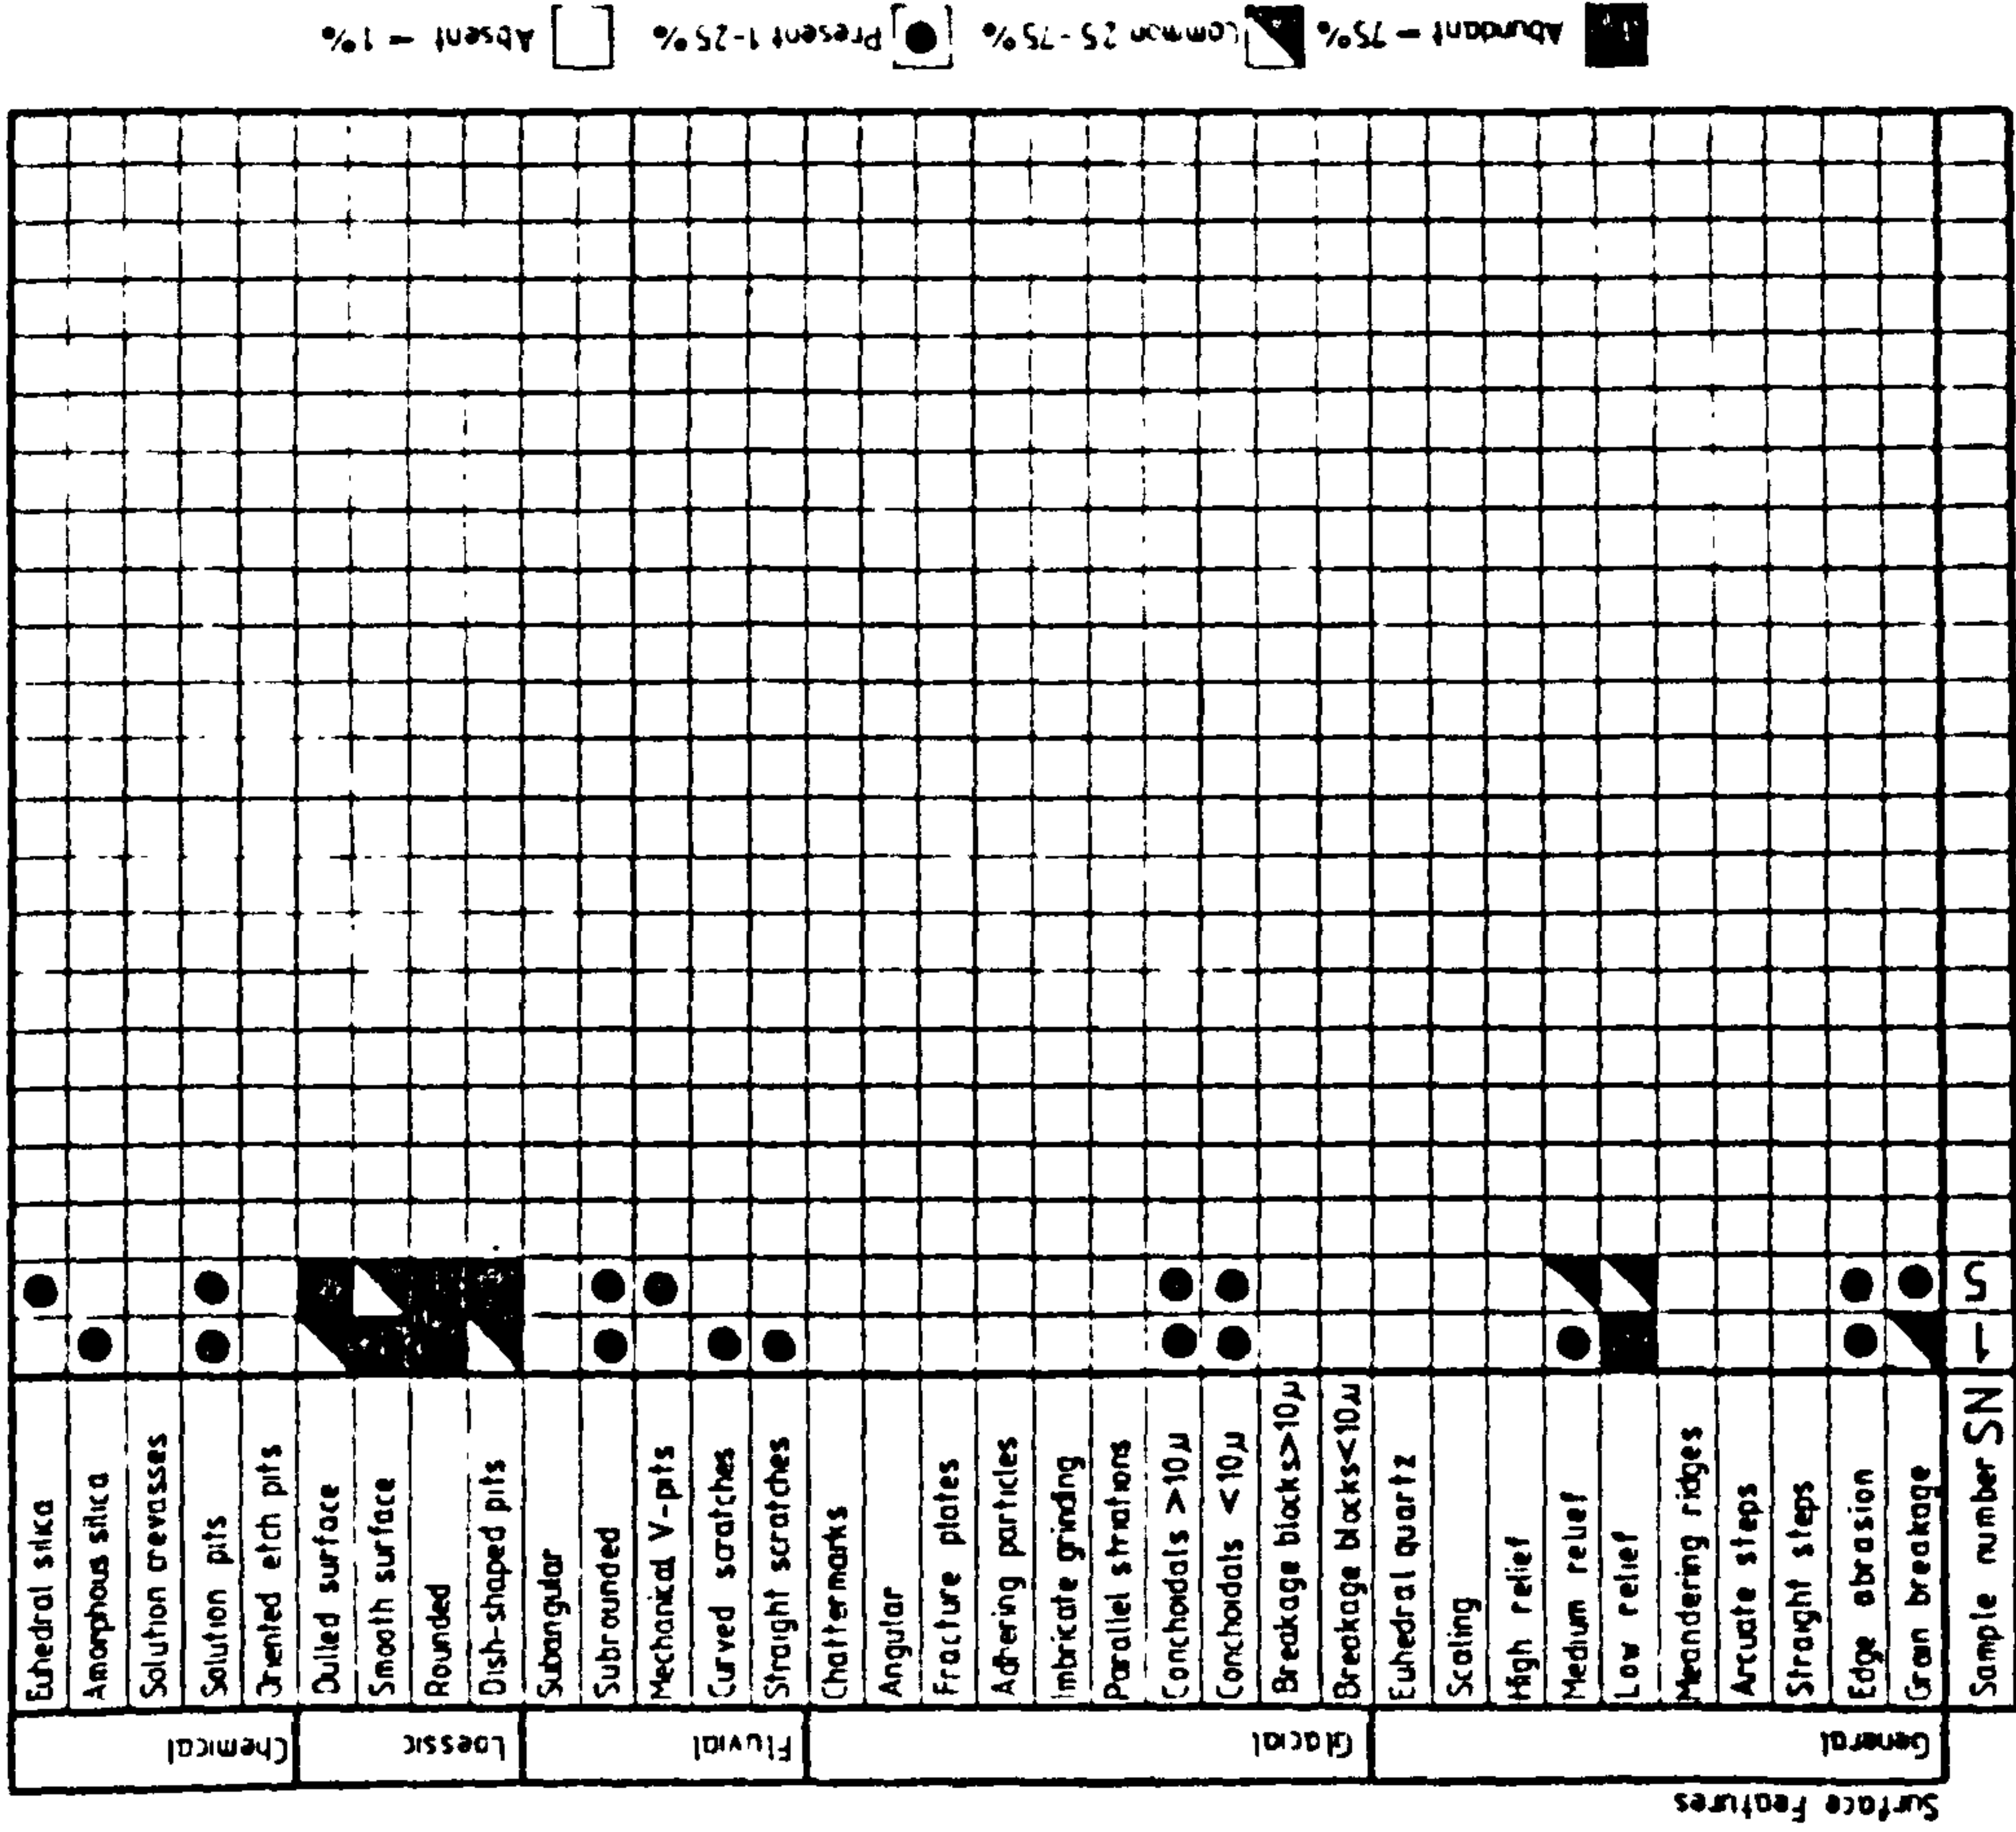 Absent = 1%
Present 1-25%
Common 25-75%
Abundant = 75%
Euhedral silica
Amorphous silica
Solution crevasses
Solution pits
Oriented etch pits
Dulled surface
Smooth surface
Rounded
Dish-shaped pits
Subangular
Subrounded
Mechanical V-pits
Curved scratches
Straight scratches
Chattermarks
Angular
Fracture plates
Adhering particles
Imbricate grinding
Parallel striations
Conchoidals >10µ
Conchoidals <10µ
Breakage blocks>10µ
Breakage blocks<10µ
Euhedral quartz
Scaling
High relief
Medium relief
Low relief
Meandering ridges
Arcuate steps
Straight steps
Edge abrasion
Grain breakage
Sample number SN 1 5
Chemical
Loessic
Fluvial
Glacial
General
Surface Features